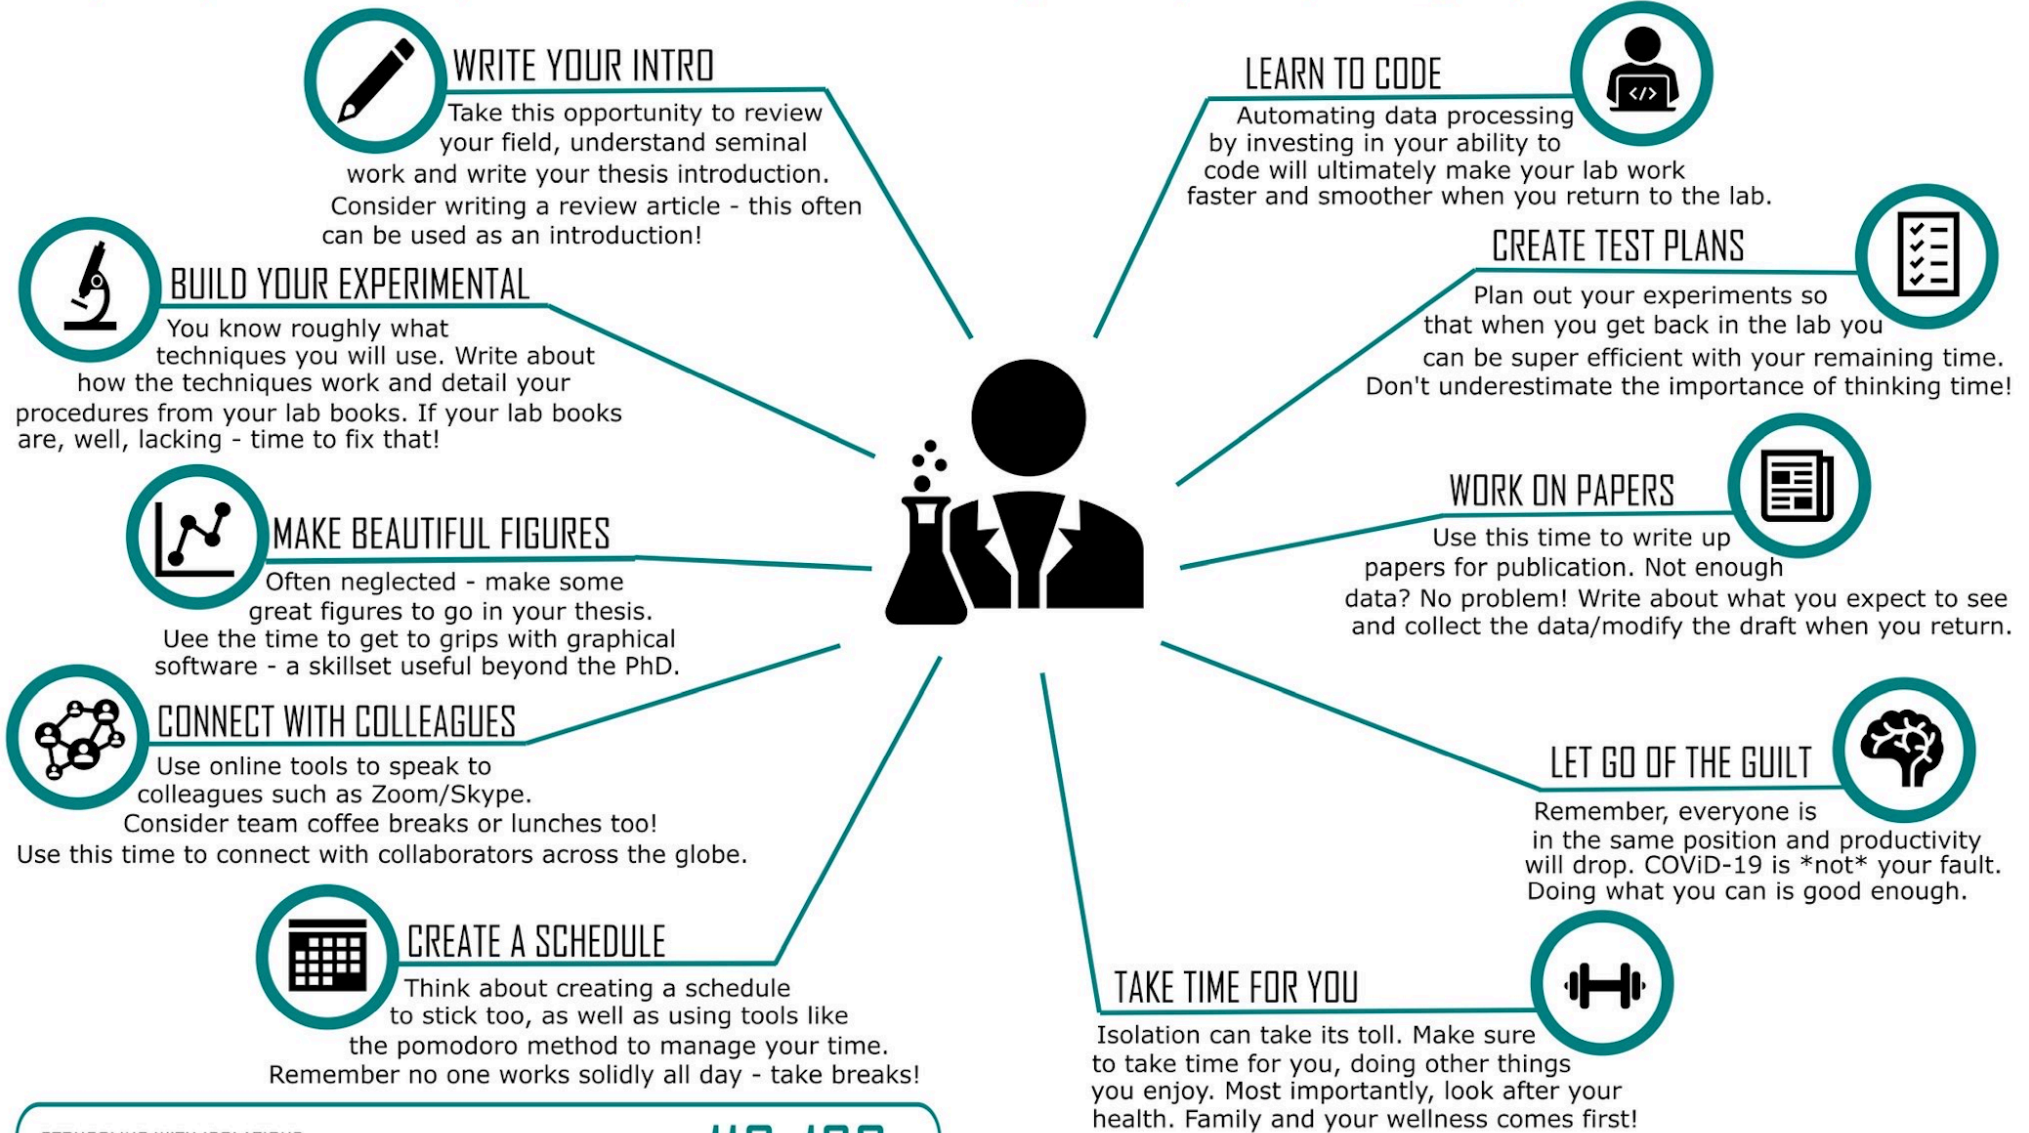 WRITE YOUR INTRO
Take this opportunity to review
your field, understand seminal
work and write your thesis introduction.
Consider writing a review article - this often
can be used as an introduction!
BUILD YOUR EXPERIMENTAL
You know roughly what
techniques you will use. Write about
how the techniques work and detail your
procedures from your lab books. If your lab books
are, well, lacking - time to fix that!
MAKE BEAUTIFUL FIGURES
Often neglected - make some
great figures to go in your thesis.
Uee the time to get to grips with graphical
software - a skillset useful beyond the PhD.
CONNECT WITH COLLEAGUES
Use online tools to speak to
colleagues such as Zoom/Skype.
Consider team coffee breaks or lunches too!
Use this time to connect with collaborators across the globe.
CREATE A SCHEDULE
Think about creating a schedule
to stick too, as well as using tools like
the pomodoro method to manage your time.
Remember no one works solidly all day - take breaks!
LEARN TO CODE
</>
Automating data processing
by investing in your ability to
code will ultimately make your lab work
faster and smoother when you return to the lab.
CREATE TEST PLANS
Plan out your experiments so
that when you get back in the lab you
can be super efficient with your remaining time.
Don't underestimate the importance of thinking time!
WORK ON PAPERS
Use this time to write up
papers for publication. Not enough
data? No problem! Write about what you expect to see
and collect the data/modify the draft when you return.
LET GO OF THE GUILT
Remember, everyone is
in the same position and productivity
will drop. COViD-19 is *not* your fault.
Doing what you can is good enough.
TAKE TIME FOR YOU
Isolation can take its toll. Make sure
to take time for you, doing other things
you enjoy. Most importantly, look after your
health. Family and your wellness comes first!